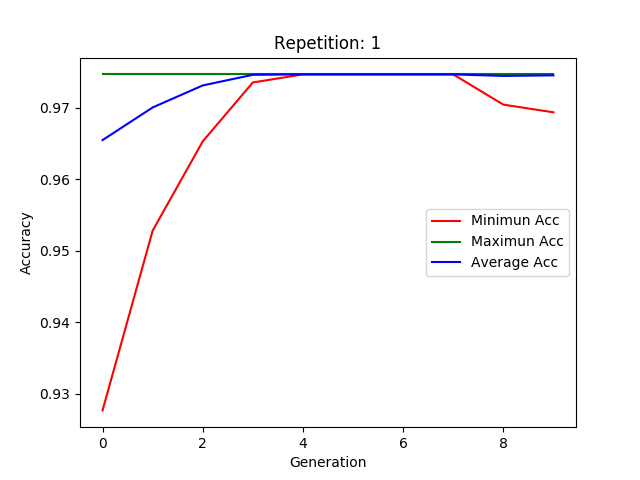 Repetition: 1
0.97
0.96
0.95
0.94
0.93
Accuracy
Minimun Acc
Maximun Acc
Average Acc
0
2
4
6
8
Generation